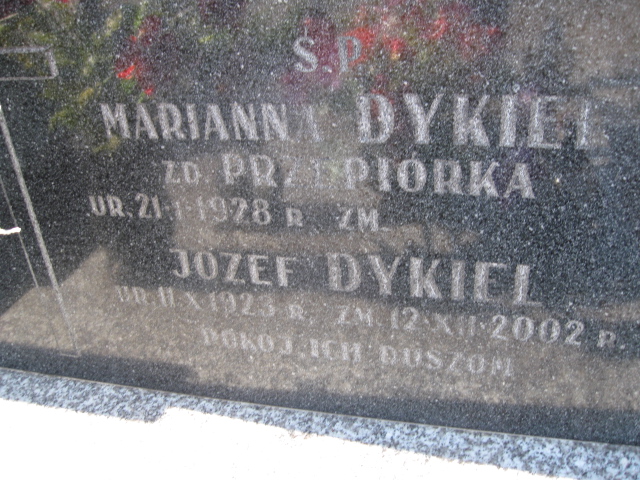 Ś.P.
MARIANNA DYKIEL
ZD. PRZEPIÓRKA
UR. 21·I·1928 R. ZM.
JÓZEF DYKIEL
UR. 11·X·1923 R. ZM. 12·XII·2002 R.
POKÓJ ICH DUSZOM